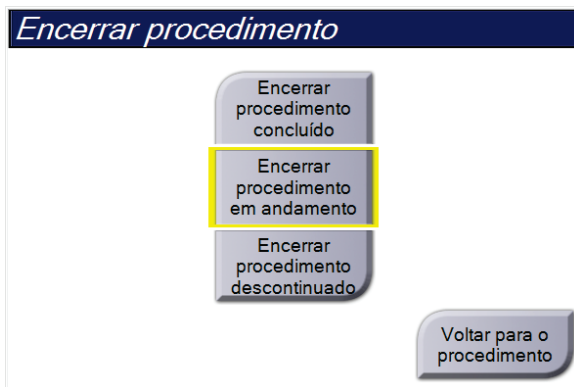 Encerrar procedimento
Encerrar
procedimento
concluído
Encerrar
procedimento
em andamento
Encerrar
procedimento
descontinuado
Voltar para o
procedimento